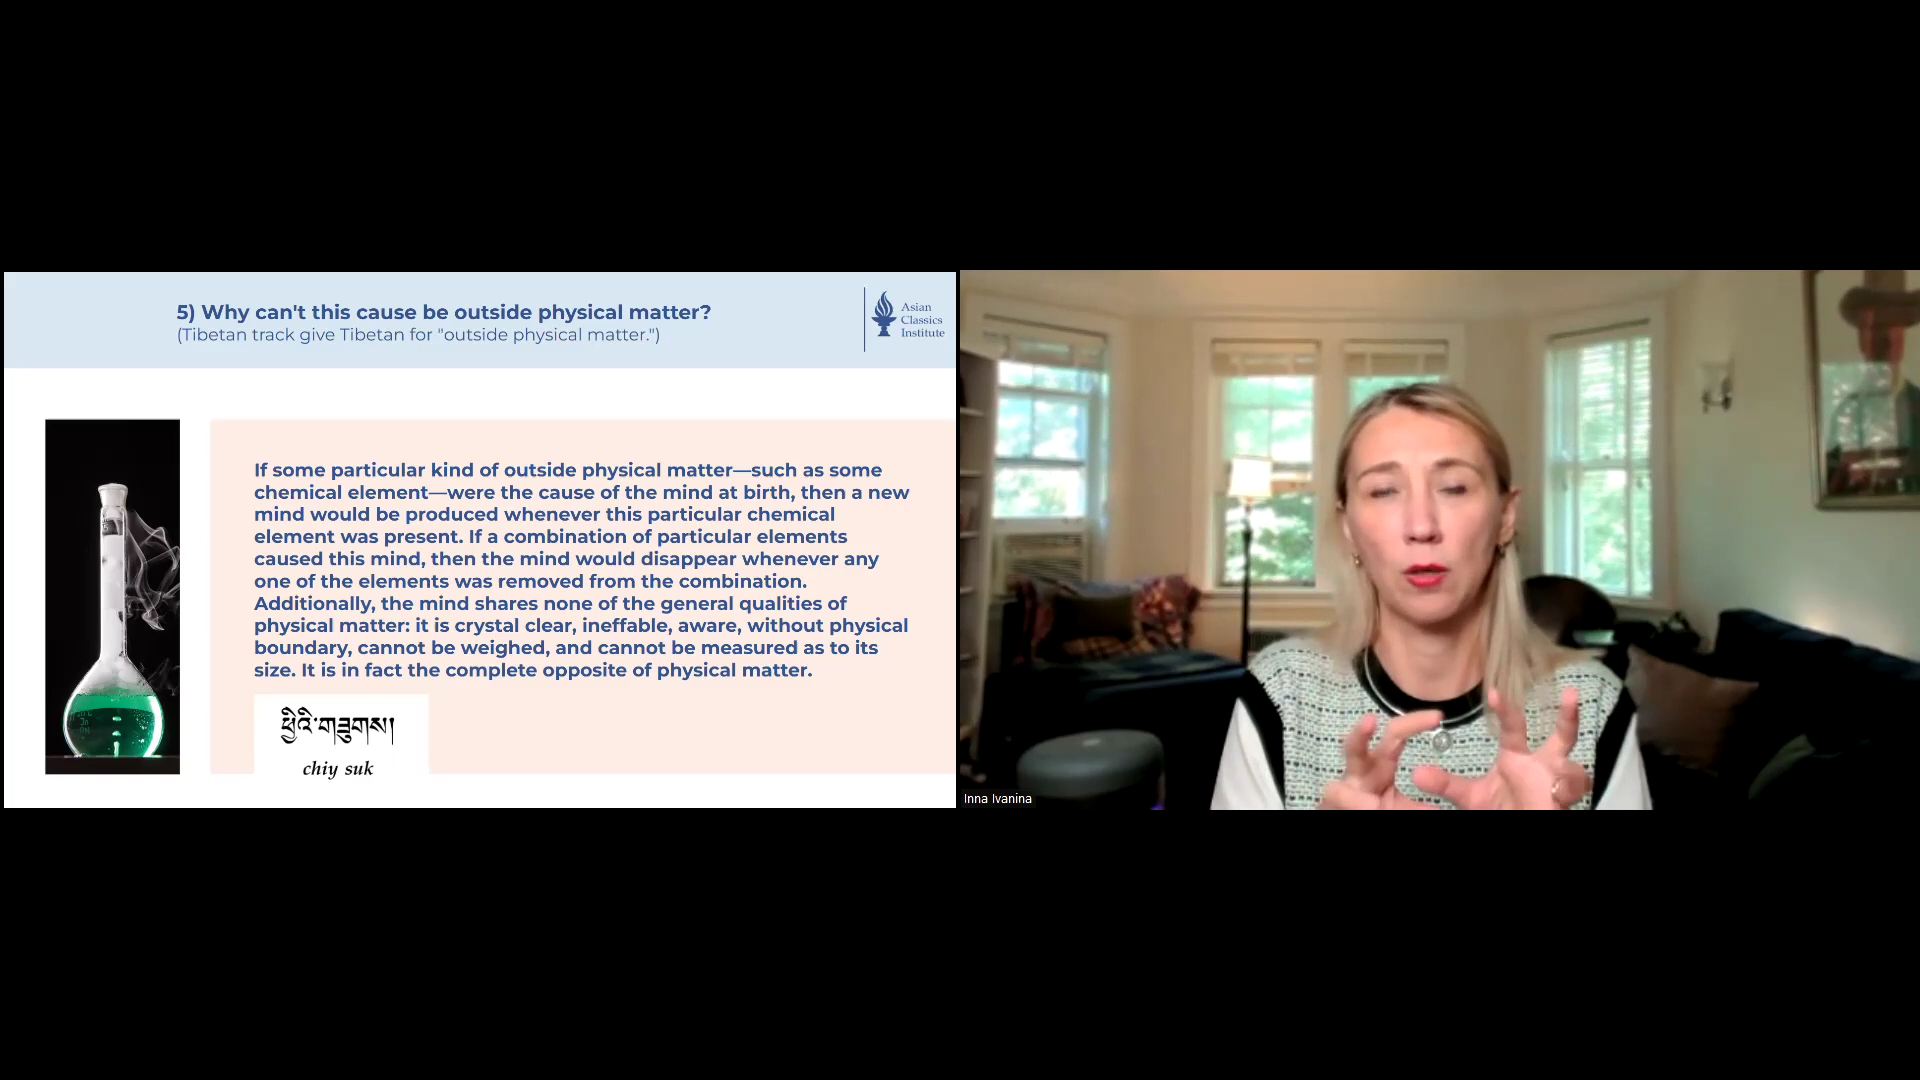 5) Why can't this cause be outside physical matter?
(Tibetan track give Tibetan for "outside physical matter.")
Asian
Classics
Institute
If some particular kind of outside physical matter—such as some
chemical element—were the cause of the mind at birth, then a new
mind would be produced whenever this particular chemical
element was present. If a combination of particular elements
caused this mind, then the mind would disappear whenever any
one of the elements was removed from the combination.
Additionally, the mind shares none of the general qualities of
physical matter: it is crystal clear, ineffable, aware, without physical
boundary, cannot be weighed, and cannot be measured as to its
size. It is in fact the complete opposite of physical matter.
ཕྱིའི་གཟུགས།
chiy suk
Inna Ivanina